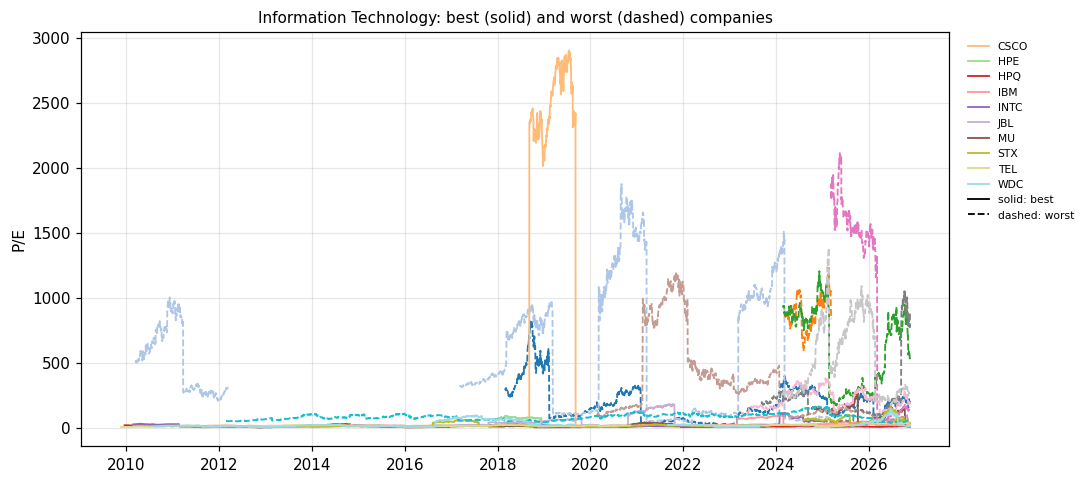 Information Technology: best (solid) and worst (dashed) companies
P/E
3000
2500
2000
1500
1000
500
0
2010 2012 2014 2016 2018 2020 2022 2024 2026
CSCO
HPE
HPQ
IBM
INTC
JBL
MU
STX
TEL
WDC
solid: best
dashed: worst